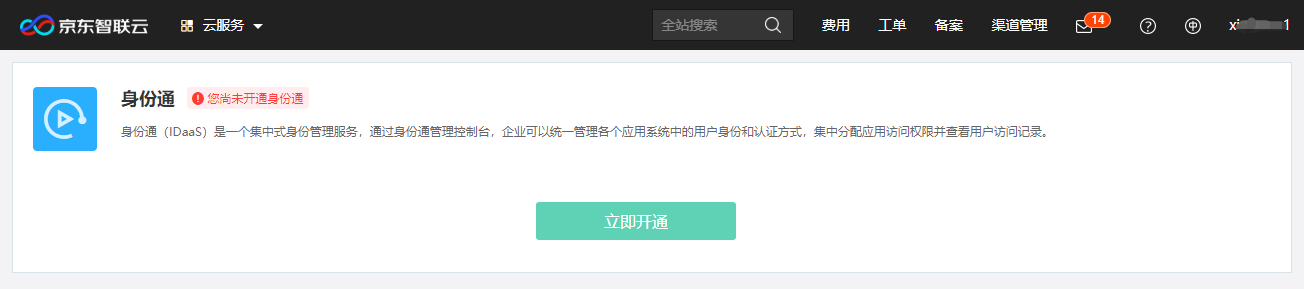 京东智联云 云服务 全站搜索 费用 工单 备案 渠道管理 14
身份通 您尚未开通身份通
身份通（IDaaS）是一个集中式身份管理服务，通过身份通管理控制台，企业可以统一管理各个应用系统中的用户身份和认证方式，集中分配应用访问权限并查看用户访问记录。
立即开通